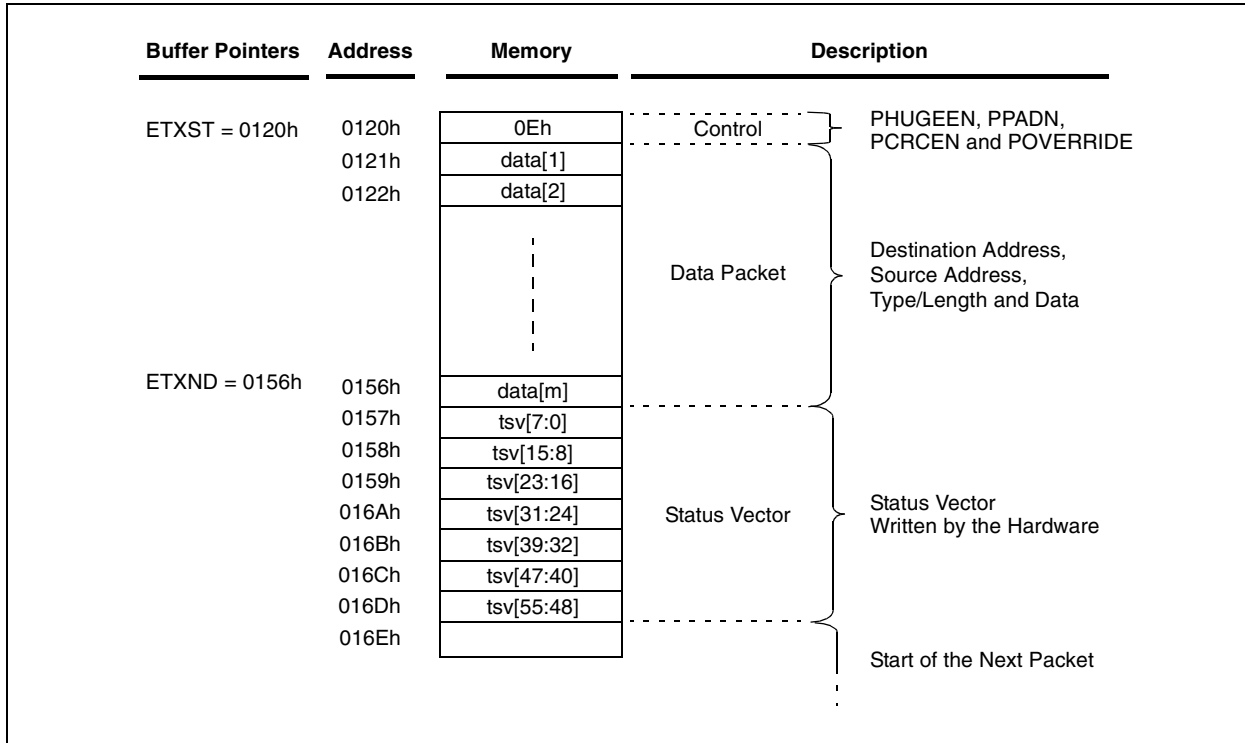 Buffer Pointers Address Memory Description
ETXST = 0120h 0120h 0Eh Control PHUGEEN, PPADN,
PCRCEN and POVERRIDE
0121h data[1]
0122h data[2]
Data Packet Destination Address,
Source Address,
Type/Length and Data
ETXND = 0156h 0156h data[m]
0157h tsv[7:0]
0158h tsv[15:8]
0159h tsv[23:16]
016Ah tsv[31:24] Status Vector Status Vector
Written by the Hardware
016Bh tsv[39:32]
016Ch tsv[47:40]
016Dh tsv[55:48]
016Eh
Start of the Next Packet